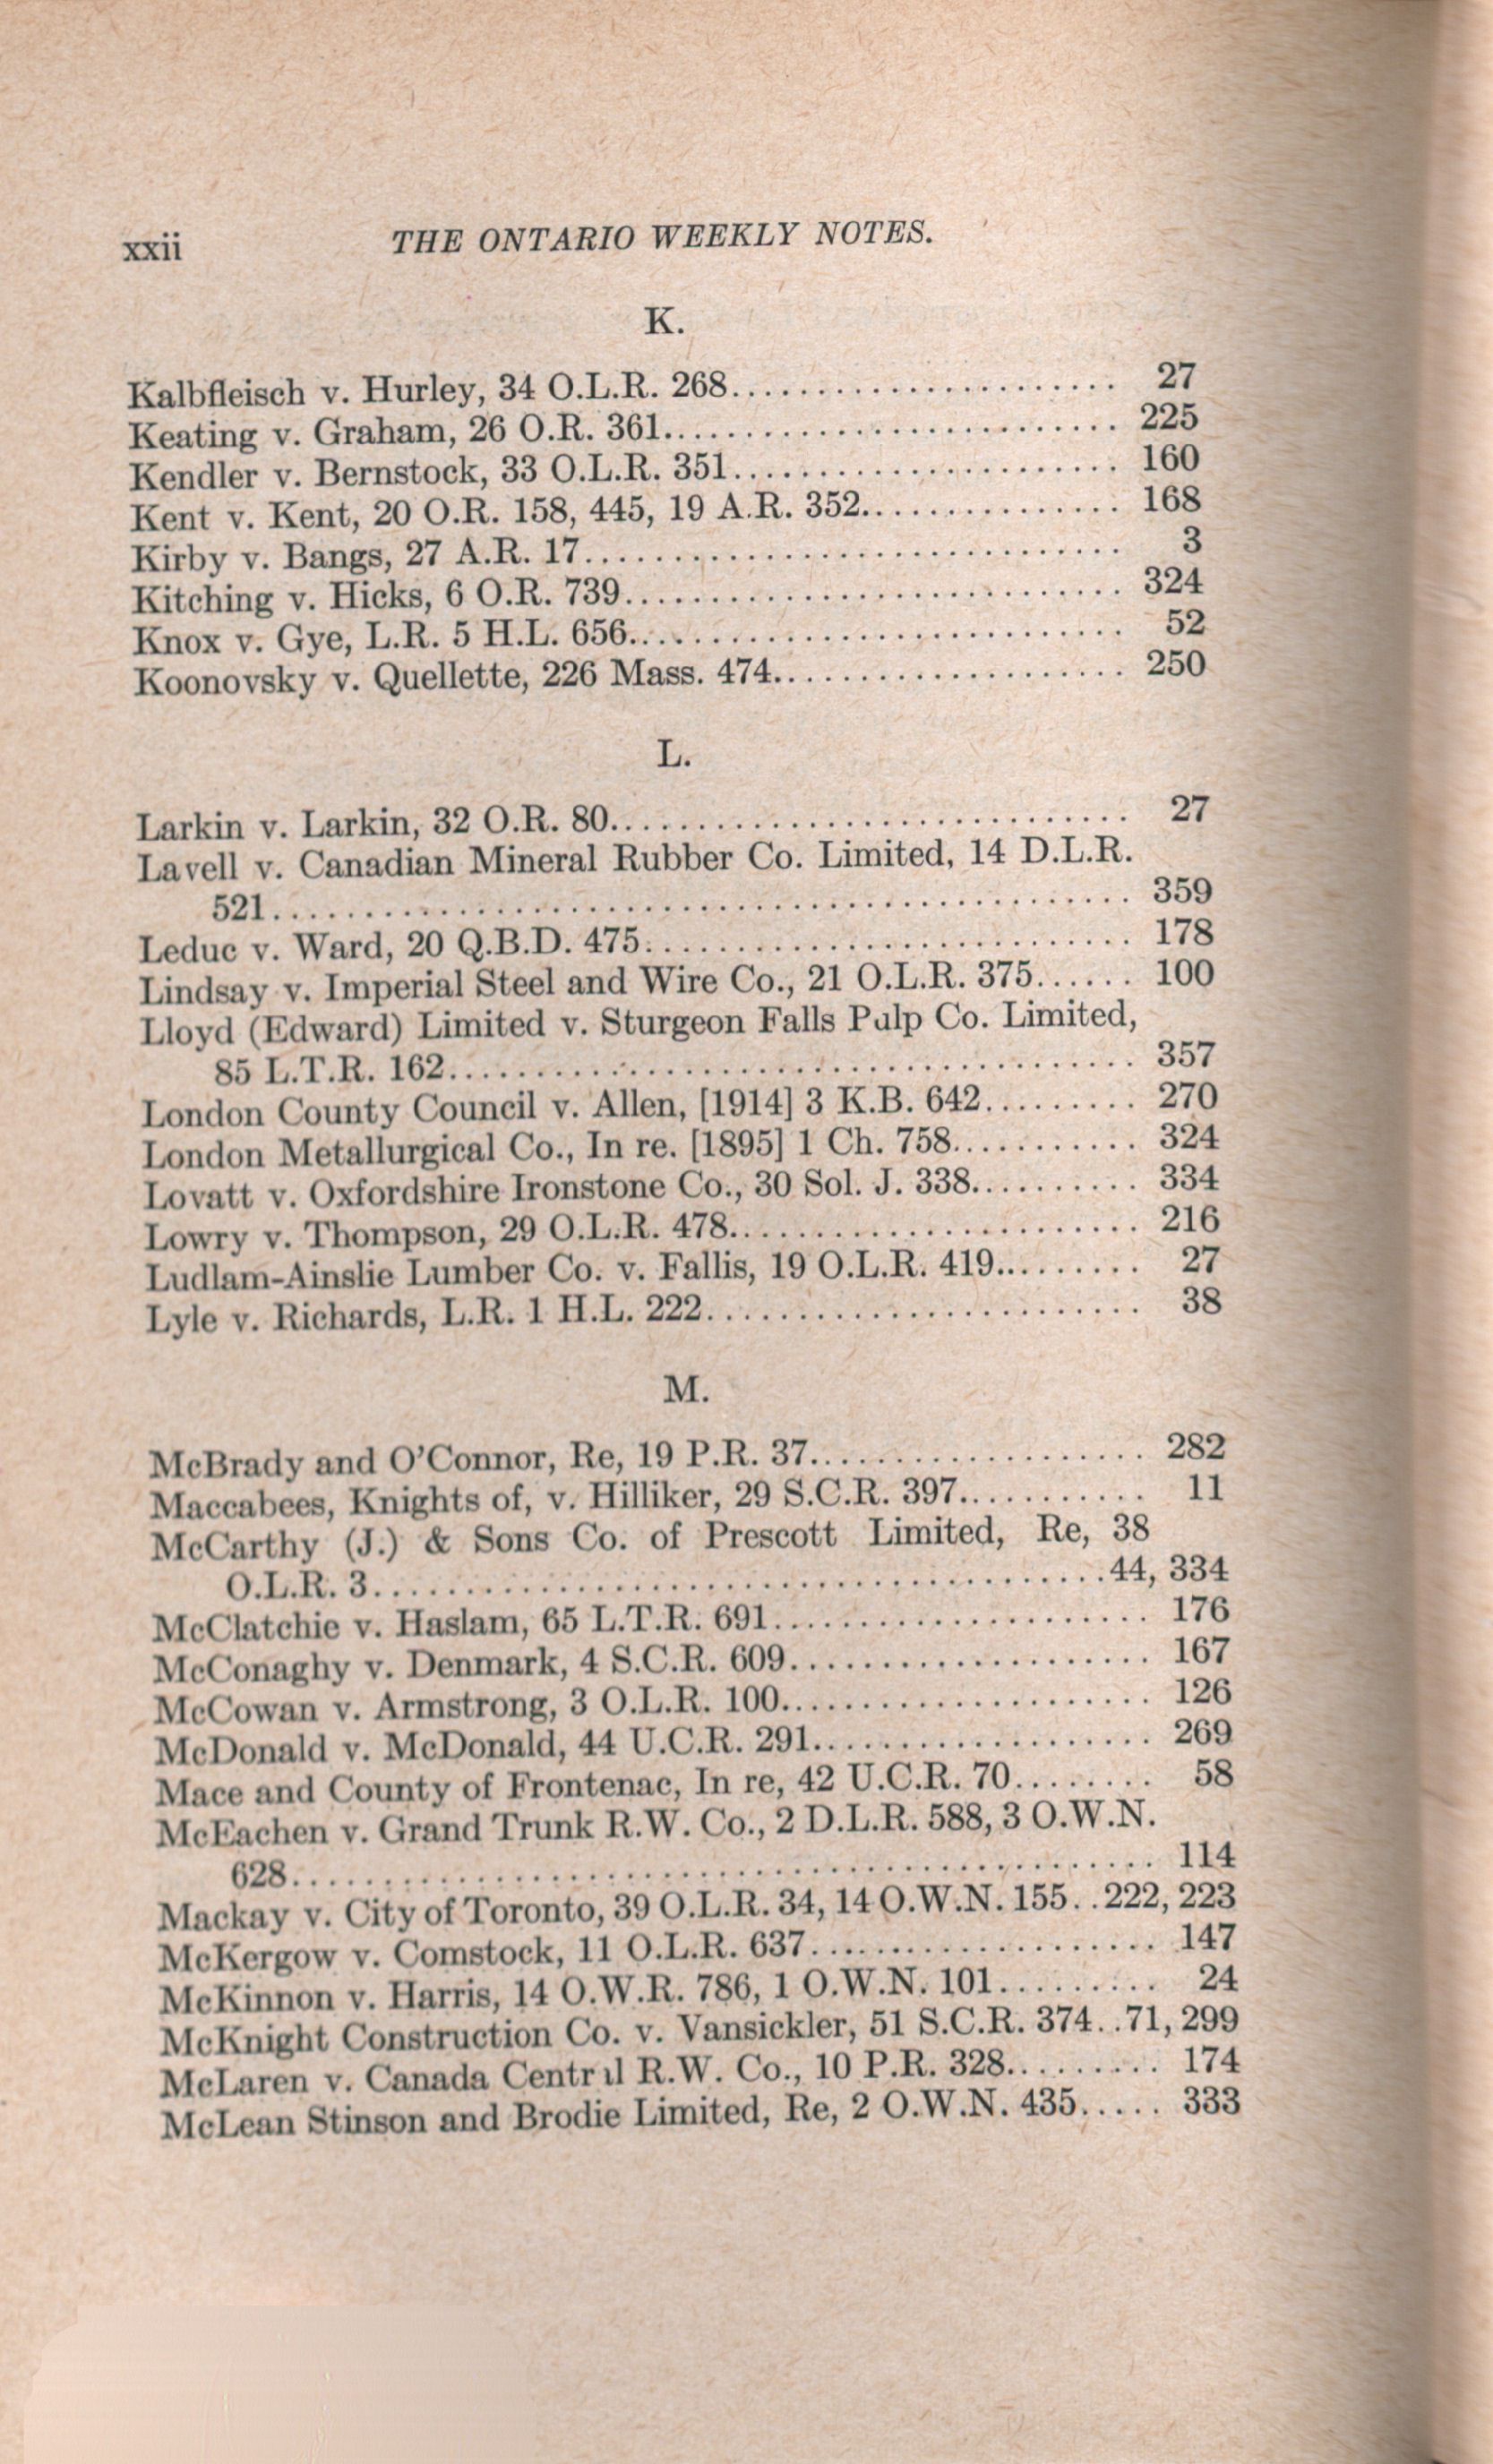 xxii THE ONTARIO WEEKLY NOTES.
K.
Kalbfleisch v. Hurley, 34 O.L.R. 268...................... 27
Keating v. Graham, 26 O.R. 361......................... 225
Kendler v. Bernstock, 33 O.L.R. 351...................... 160
Kent v. Kent, 20 O.R. 158, 445, 19 A.R. 352............... 168
Kirby v. Bangs, 27 A.R. 17............................. 3
Kitching v. Hicks, 6 O.R. 739........................... 324
Knox v. Gye, L.R. 5 H.L. 656........................... 52
Koonovsky v. Quellette, 226 Mass. 474.................... 250
L.
Larkin v. Larkin, 32 O.R. 80............................ 27
Lavell v. Canadian Mineral Rubber Co. Limited, 14 D.L.R.
521............................................... 359
Leduc v. Ward, 20 Q.B.D. 475........................... 178
Lindsay v. Imperial Steel and Wire Co., 21 O.L.R. 375...... 100
Lloyd (Edward) Limited v. Sturgeon Falls Pulp Co. Limited,
85 L.T.R. 162..................................... 357
London County Council v. Allen, [1914] 3 K.B. 642......... 270
London Metallurgical Co., In re. [1895] 1 Ch. 758........... 324
Lovatt v. Oxfordshire Ironstone Co., 30 Sol. J. 338.......... 334
Lowry v. Thompson, 29 O.L.R. 478....................... 216
Ludlam-Ainslie Lumber Co. v. Fallis, 19 O.L.R. 419......... 27
Lyle v. Richards, L.R. 1 H.L. 222........................ 38
M.
McBrady and O'Connor, Re, 19 P.R. 37................... 282
Maccabees, Knights of, v. Hilliker, 29 S.C.R. 397........... 11
McCarthy (J.) & Sons Co. of Prescott Limited, Re, 38
O.L.R. 3........................................44, 334
McClatchie v. Haslam, 65 L.T.R. 691..................... 176
McConaghy v. Denmark, 4 S.C.R. 609.................... 167
McCowan v. Armstrong, 3 O.L.R. 100.................... 126
McDonald v. McDonald, 44 U.C.R. 291................... 269
Mace and County of Frontenac, In re, 42 U.C.R. 70........ 58
McEachen v. Grand Trunk R.W. Co., 2 D.L.R. 588, 3 O.W.N.
628............................................... 114
Mackay v. City of Toronto, 39 O.L.R. 34, 14 O.W.N. 155. .222, 223
McKergow v. Comstock, 11 O.L.R. 637................... 147
McKinnon v. Harris, 14 O.W.R. 786, 1 O.W.N. 101......... 24
McKnight Construction Co. v. Vansickler, 51 S.C.R. 374. .71, 299
McLaren v. Canada Central R.W. Co., 10 P.R. 328......... 174
McLean Stinson and Brodie Limited, Re, 2 O.W.N. 435..... 333